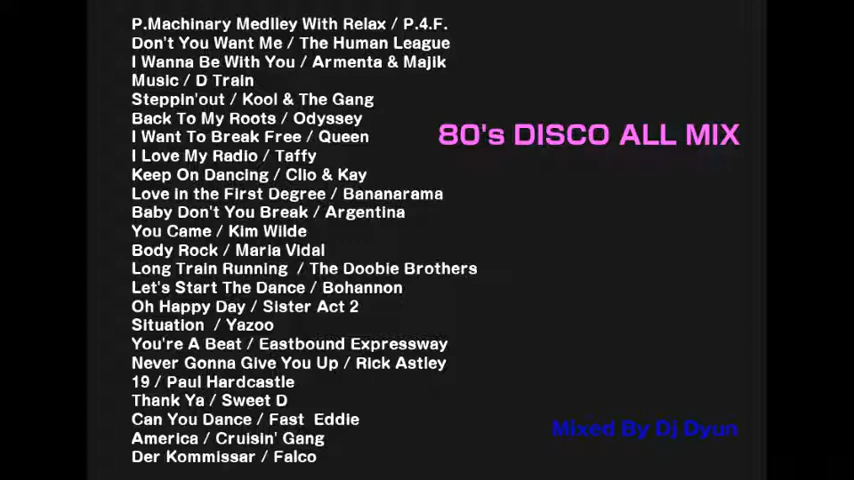 P.Machinary Medlley With Relax / P.4.F.
Don't You Want Me / The Human League
I Wanna Be With You / Armenta & Majik
Music / D Train
Steppin'out / Kool & The Gang
Back To My Roots / Odyssey
I Want To Break Free / Queen
I Love My Radio / Taffy
Keep On Dancing / Clio & Kay
Love in the First Degree / Bananarama
Baby Don't You Break / Argentina
You Came / Kim Wilde
Body Rock / Maria Vidal
Long Train Running / The Doobie Brothers
Let's Start The Dance / Bohannon
Oh Happy Day / Sister Act 2
Situation / Yazoo
You're A Beat / Eastbound Expressway
Never Gonna Give You Up / Rick Astley
19 / Paul Hardcastle
Thank Ya / Sweet D
Can You Dance / Fast Eddie
America / Cruisin' Gang
Der Kommissar / Falco
80's DISCO ALL MIX
Mixed By Dj Dyun